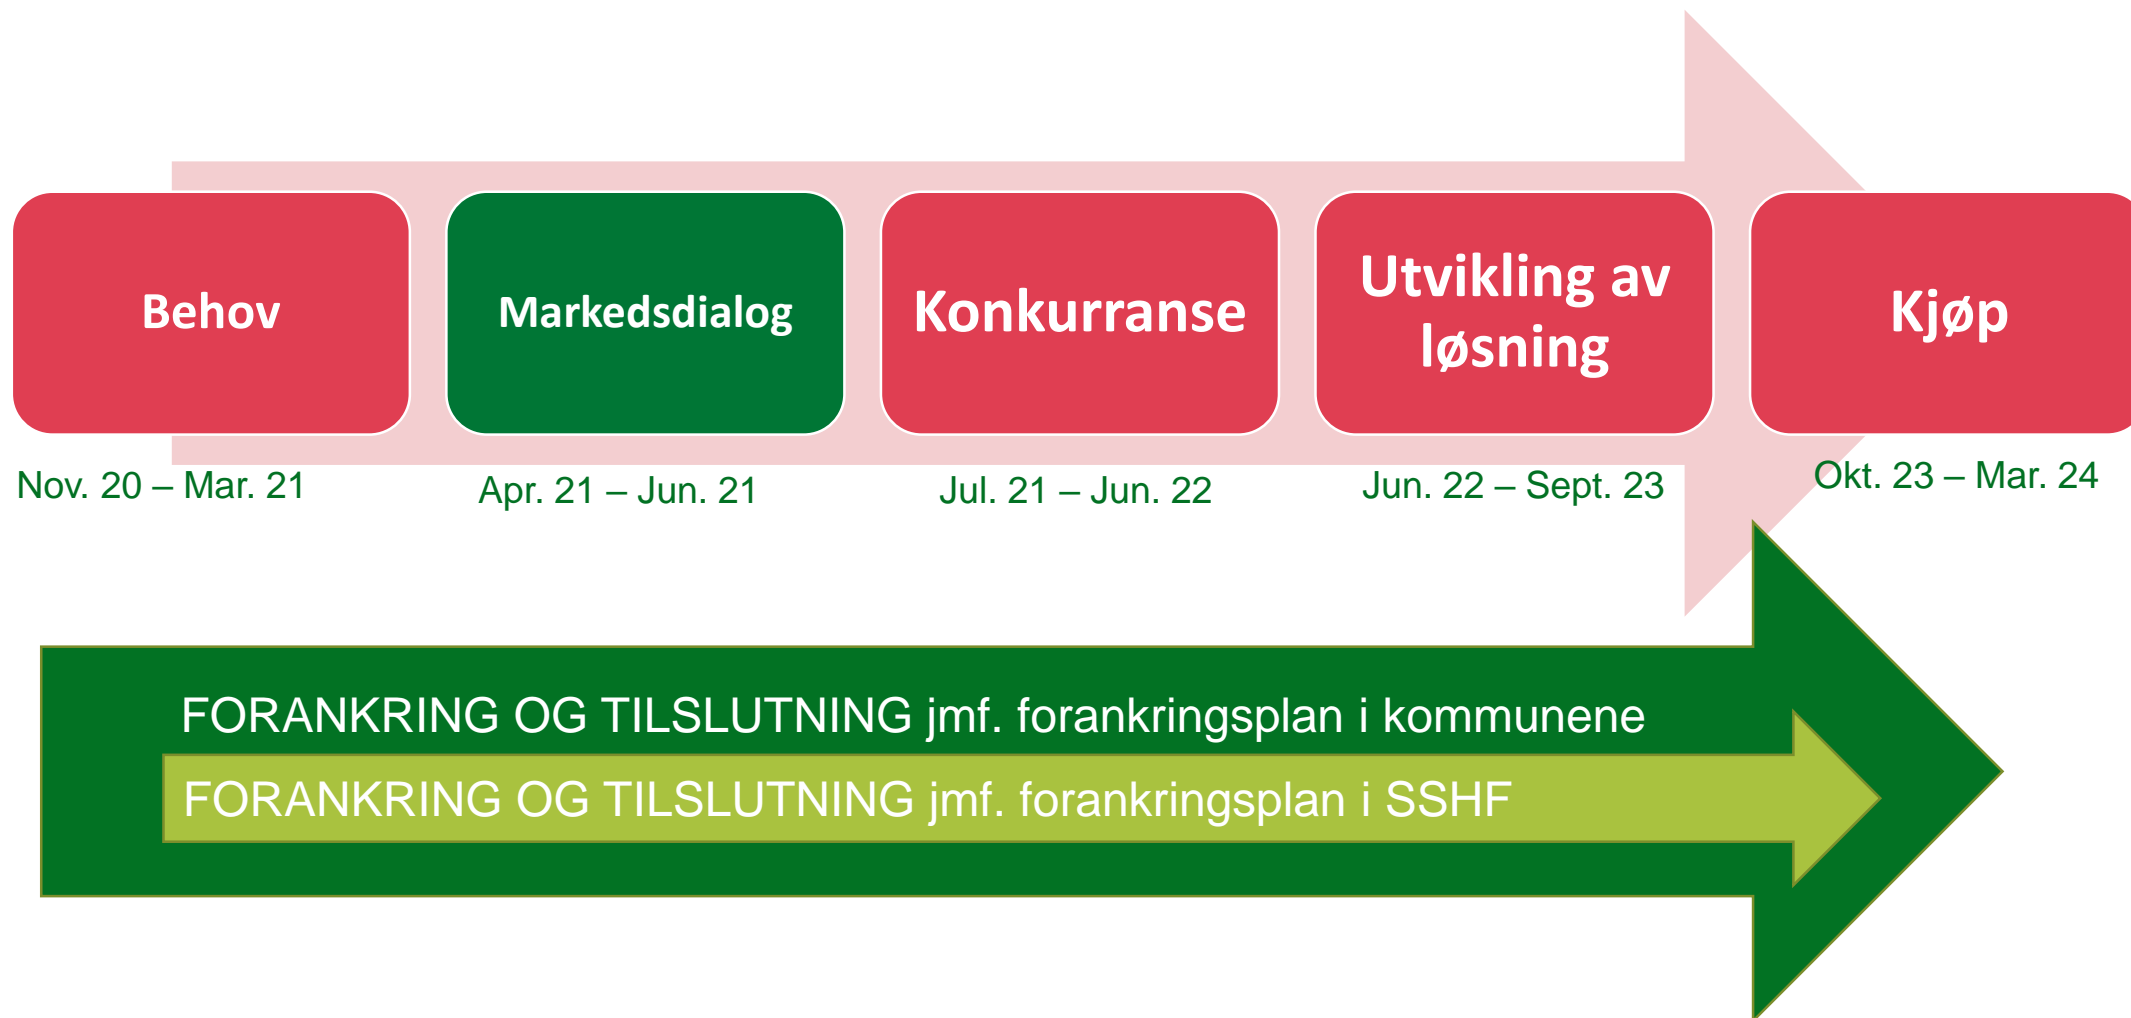 Behov
Markedsdialog
Konkurranse
Utvikling av
løsning
Kjøp
Nov. 20 – Mar. 21
Apr. 21 – Jun. 21
Jul. 21 – Jun. 22
Jun. 22 – Sept. 23
Okt. 23 – Mar. 24
FORANKRING OG TILSLUTNING jmf. forankringsplan i kommunene
FORANKRING OG TILSLUTNING jmf. forankringsplan i SSHF